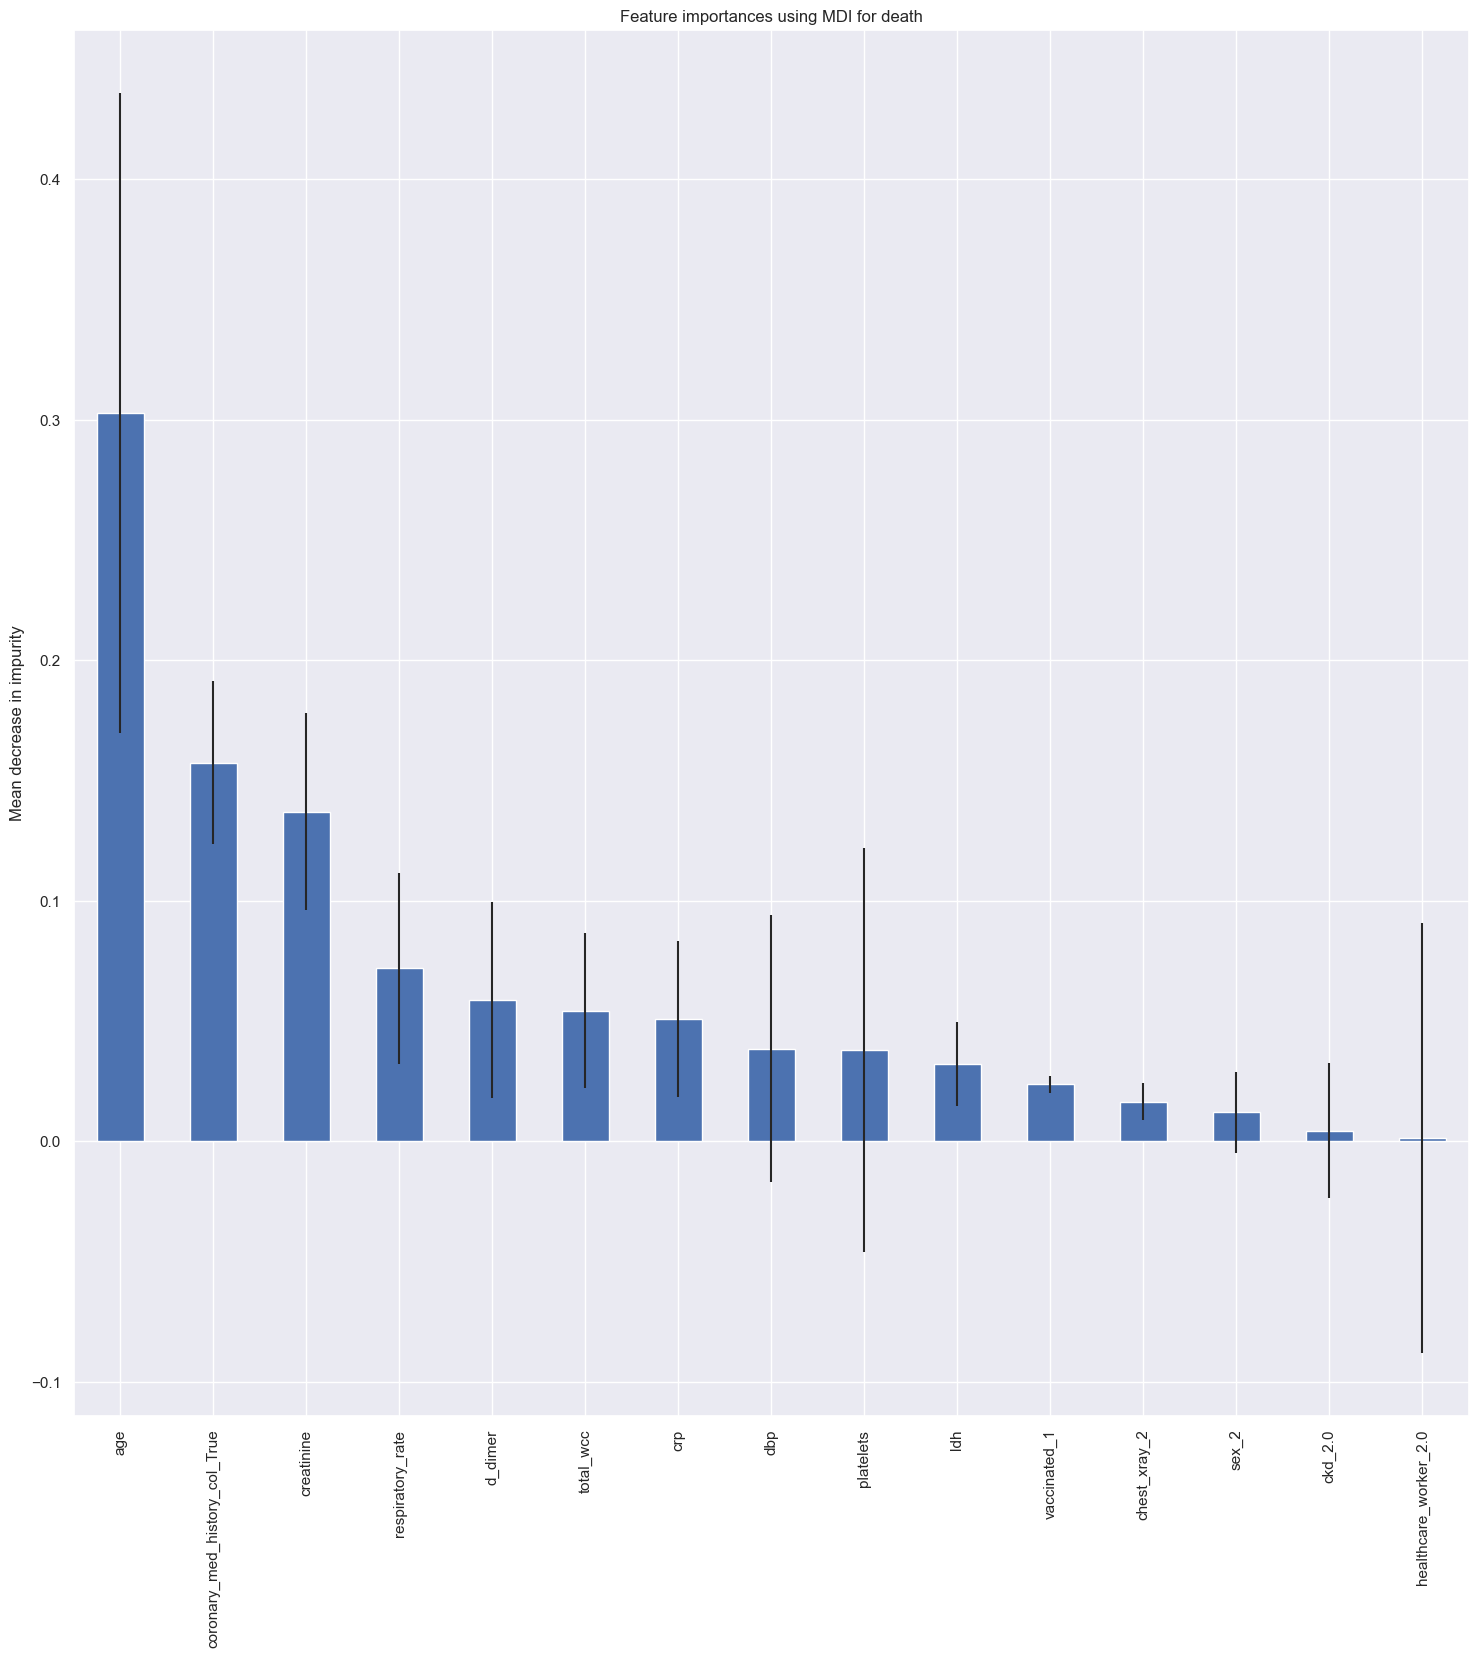 Feature importances using MDI for death
Mean decrease in impurity
0.4
0.3
0.2
0.1
0.0
−0.1
age
coronary_med_history_col_True
creatinine
respiratory_rate
d_dimer
total_wcc
crp
dbp
platelets
ldh
vaccinated_1
chest_xray_2
sex_2
ckd_2.0
healthcare_worker_2.0